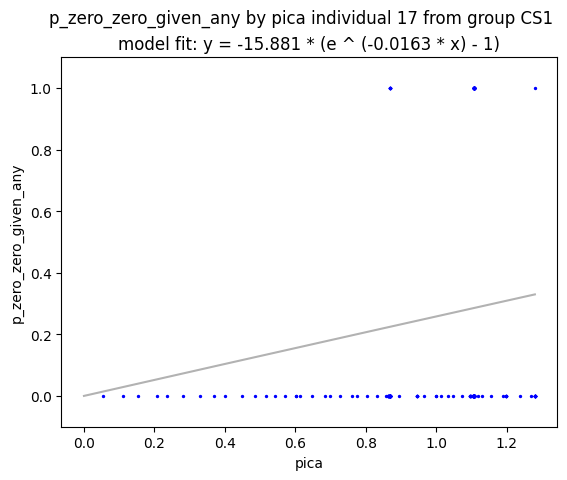 p_zero_zero_given_any by pica individual 17 from group CS1
model fit: y = -15.881 * (e ^ (-0.0163 * x) - 1)
1.0
0.8
0.6
0.4
0.2
0.0
p_zero_zero_given_any
0.0 0.2 0.4 0.6 0.8 1.0 1.2
pica